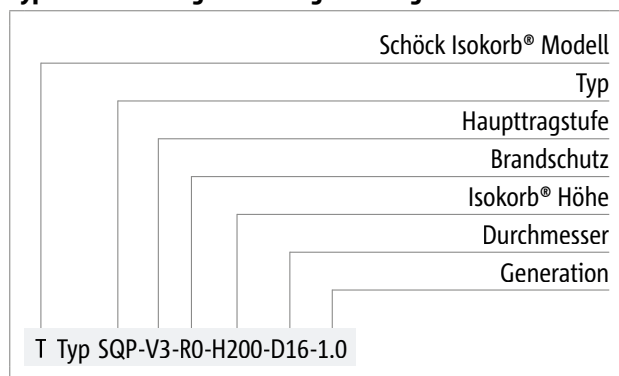 Schöck Isokorb® Modell
Typ
Haupttragstufe
Brandschutz
Isokorb® Höhe
Durchmesser
Generation
T Typ SQP-V3-R0-H200-D16-1.0